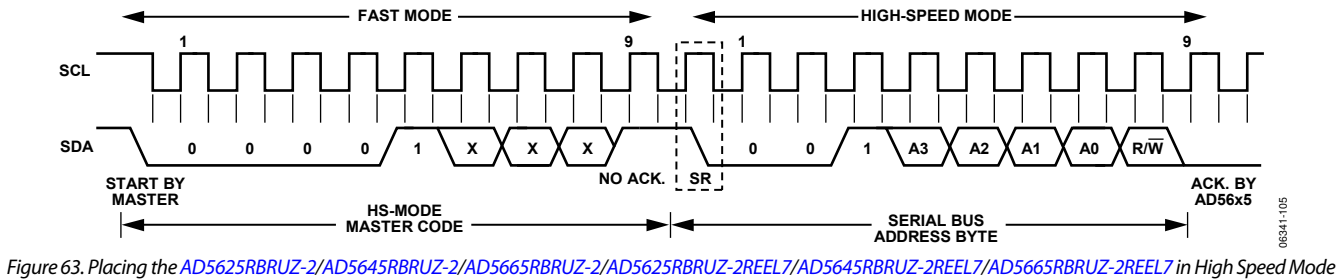 FAST MODE HIGH-SPEED MODE
1 9 1 9
SCL
SDA 0 0 0 0 1 X X X 0 0 1 A3 A2 A1 A0 R/W̅
START BY MASTER NO ACK. SR ACK. BY AD56x5
HS-MODE MASTER CODE SERIAL BUS ADDRESS BYTE
06341-105
Figure 63. Placing the AD5625RBRUZ-2/AD5645RBRUZ-2/AD5665RBRUZ-2/AD5625RBRUZ-2REEL7/AD5645RBRUZ-2REEL7/AD5665RBRUZ-2REEL7 in High Speed Mode